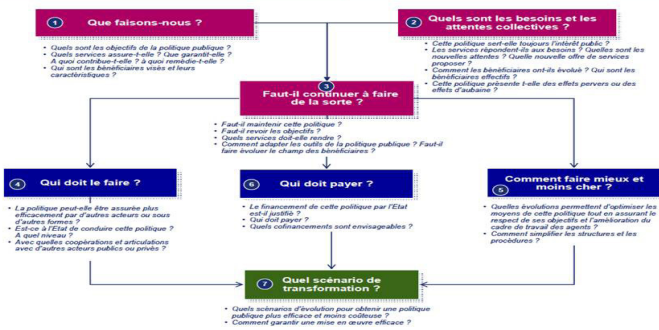 1
Que faisons-nous ?
• Quels sont les objectifs de la politique publique ?
• Quels services assure-t-elle ? Que garantit-elle ?
A quoi contribue-t-elle ? à quoi remédie-t-elle ?
• Qui sont les bénéficiaires visés et leurs
caractéristiques ?
2
Quels sont les besoins et les
attentes collectives ?
• Cette politique sert-elle toujours l'intérêt public ?
• Les services répondent-ils aux besoins ? Quelles sont les
nouvelles attentes ? Quelle nouvelle offre de services
proposer ?
• Comment les bénéficiaires ont-ils évolué ? Qui sont les
bénéficiaires effectifs ?
• Cette politique présente t-elle des effets pervers ou des
effets d'aubaine ?
3
Faut-il continuer à faire
de la sorte ?
• Faut-il maintenir cette politique ?
• Faut-il revoir les objectifs ?
• Quels services doit-elle rendre ?
• Comment adapter les outils de la politique publique ? Faut-il
faire évoluer le champ des bénéficiaires ?
4
Qui doit le faire ?
• La politique peut-elle être assurée plus
efficacement par d'autres acteurs ou sous
d'autres formes ?
• Est-ce à l'Etat de conduire cette politique ?
A quel niveau ?
• Avec quelles coopérations et articulations
avec d'autres acteurs publics ou privés ?
6
Qui doit payer ?
• Le financement de cette politique par l'Etat
est-il justifié ?
• Qui doit payer ?
• Quels cofinancements sont envisageables ?
5
Comment faire mieux et
moins cher ?
• Quelles évolutions permettent d'optimiser les
moyens de cette politique tout en assurant le
respect de ses objectifs et l'amélioration du
cadre de travail des agents ?
• Comment simplifier les structures et les
procédures ?
7
Quel scénario de
transformation ?
• Quels scénarios d'évolution pour obtenir une politique
publique plus efficace et moins coûteuse ?
• Comment garantir une mise en œuvre efficace ?